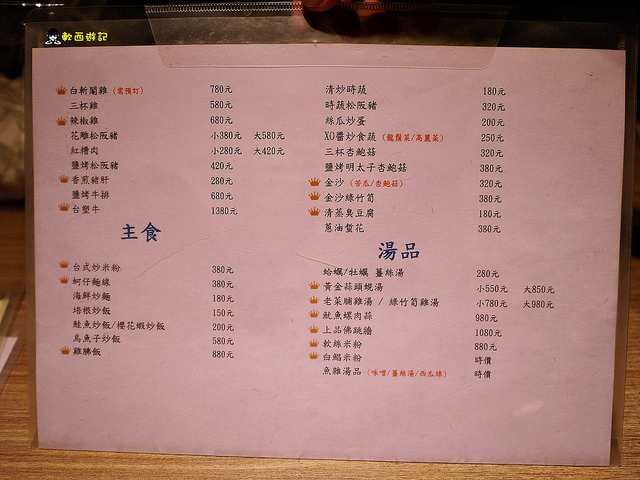 軟西遊記
白斬閹雞（需預訂） 780元
三杯雞 580元
辣椒雞 680元
花雕松阪豬 小380元 大580元
紅糟肉 小280元 大420元
鹽烤松阪豬 420元
香煎豬肝 280元
鹽烤牛排 680元
台塑牛 1380元
主食
台式炒米粉 380元
蚵仔麵線 380元
海鮮炒麵 180元
培根炒飯 150元
鮭魚炒飯/櫻花蝦炒飯 200元
烏魚子炒飯 580元
雞腸飯 880元
清炒時蔬 180元
時蔬松阪豬 320元
絲瓜炒蛋 200元
XO醬炒食蔬（龍鬚菜/高麗菜） 250元
三杯杏鮑菇 320元
鹽烤明太子杏鮑菇 380元
金沙（苦瓜/杏鮑菇） 320元
金沙綠竹筍 380元
清蒸臭豆腐 180元
蔥油蜇花 380元
湯品
蛤蠣/牡蠣 薑絲湯 280元
黃金蒜頭蜆湯 小550元 大850元
老菜脯雞湯 / 綠竹筍雞湯 小780元 大980元
魷魚螺肉蒜 980元
上品佛跳牆 1080元
軟絲米粉 880元
白鯧米粉 時價
魚雜湯品（味噌/薑絲湯/西瓜綿） 時價